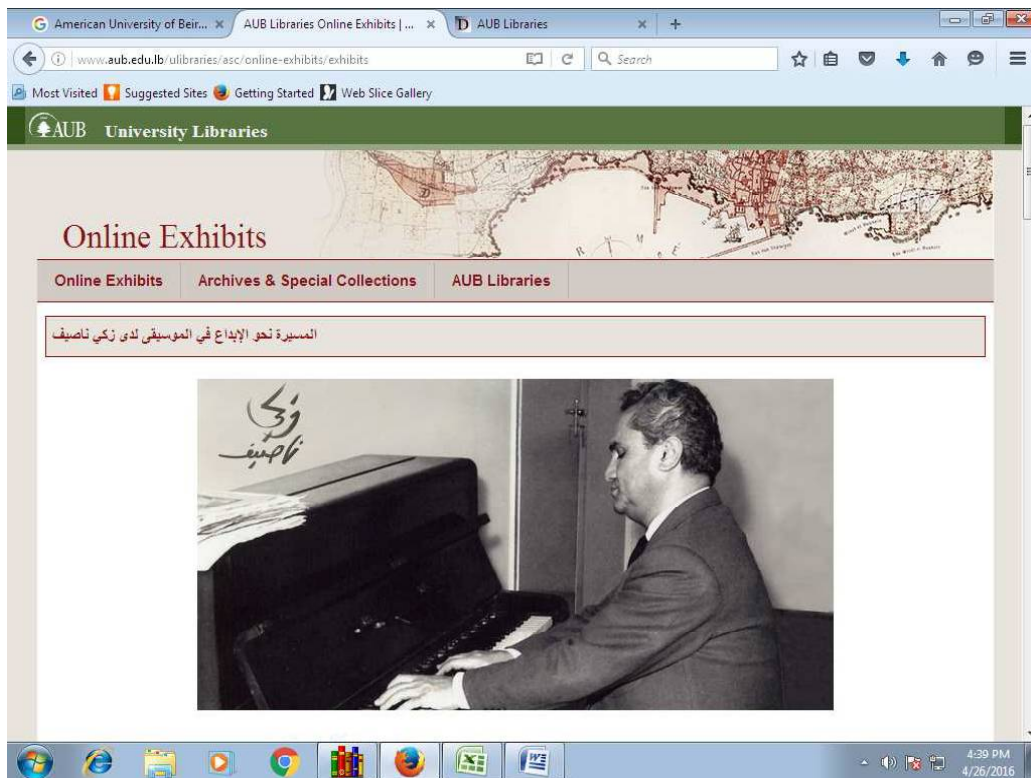 American University of Beir...
AUB Libraries Online Exhibits | ...
AUB Libraries
www.aub.edu.lb/ulibraries/asc/online-exhibits/exhibits
Search
Most Visited
Suggested Sites
Getting Started
Web Slice Gallery
AUB University Libraries
Online Exhibits
Online Exhibits
Archives & Special Collections
AUB Libraries
المسيرة نحو الإبداع في الموسيقى لدى زكي ناصيف
زكي
ناصيف
4:39 PM
4/26/2016